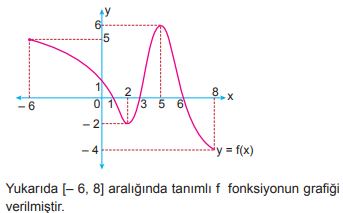 y
6
5
1
– 6
0
1
2
3
5
6
8
x
– 2
– 4
y = f(x)
Yukarıda [– 6, 8] aralığında tanımlı f fonksiyonun grafiği
verilmiştir.